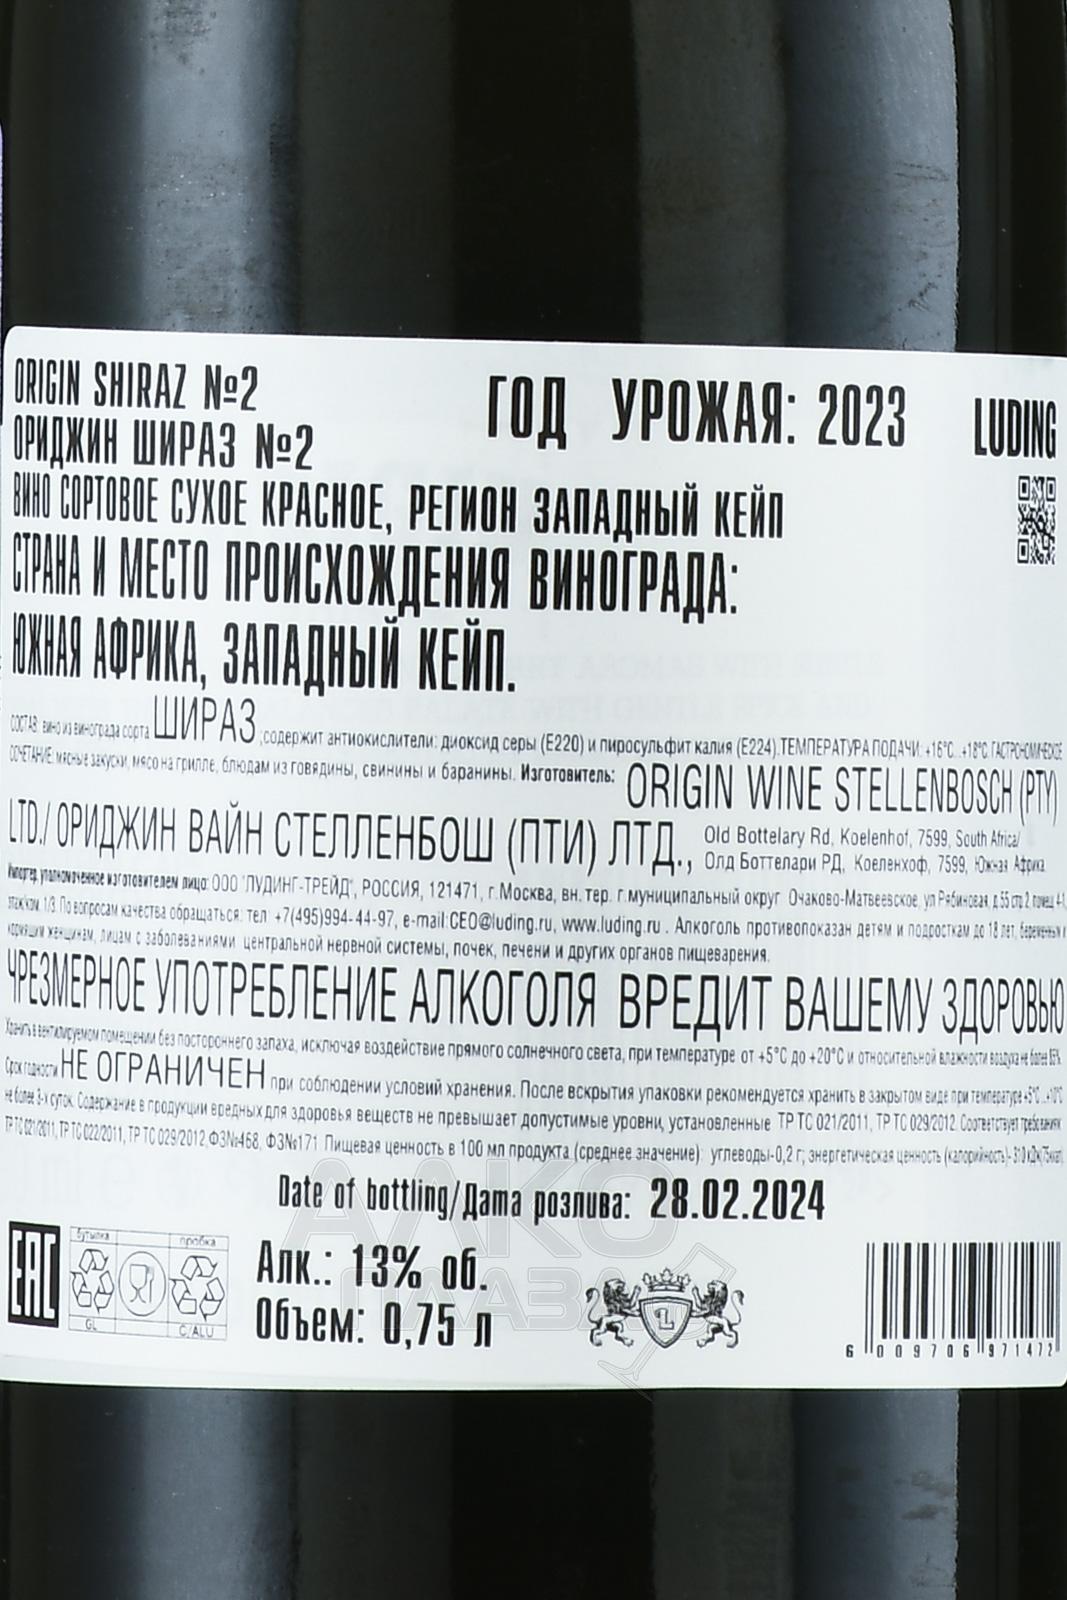 ORIGIN SHIRAZ №2
ОРИДЖИН ШИРАЗ №2
ГОД УРОЖАЯ: 2023
LUDING
ВИНО СОРТОВОЕ СУХОЕ КРАСНОЕ, РЕГИОН ЗАПАДНЫЙ КЕЙП
СТРАНА И МЕСТО ПРОИСХОЖДЕНИЯ ВИНОГРАДА:
ЮЖНАЯ АФРИКА, ЗАПАДНЫЙ КЕЙП.
СОСТАВ: вино из винограда сорта ШИРАЗ ;содержит антиокислители: диоксид серы (Е220) и пиросульфит калия (Е224).ТЕМПЕРАТУРА ПОДАЧИ: +16°С...+18°С. ГАСТРОНОМИЧЕСКОЕ
СОЧЕТАНИЕ: мясные закуски, мясо на грилле, блюдам из говядины, свинины и баранины. Изготовитель: ORIGIN WINE STELLENBOSCH (PTY)
LTD./ ОРИДЖИН ВАЙН СТЕЛЛЕНБОШ (ПТИ) ЛТД., Old Bottelary Rd, Koelenhof, 7599, South Africa/
Олд Боттелари РД, Коеленхоф, 7599, Южная Африка
Импортер, уполномоченное изготовителем лицо: ООО "ЛУДИНГ-ТРЕЙД", РОССИЯ, 121471, г.Москва, вн.тер. г.муниципальный округ Очаково-Матвеевское, ул Рябиновая, д.55 стр 2, помещ 4-1,
этаж/ком. 1/3. По вопросам качества обращаться: тел +7(495)994-44-97, e-mail:CEO@luding.ru, www.luding.ru . Алкоголь противопоказан детям и подросткам до 18 лет, беременным и
кормящим женщинам, лицам с заболеваниями центральной нервной системы, почек, печени и других органов пищеварения.
ЧРЕЗМЕРНОЕ УПОТРЕБЛЕНИЕ АЛКОГОЛЯ ВРЕДИТ ВАШЕМУ ЗДОРОВЬЮ
Хранить в вентилируемом помещении без постороннего запаха, исключая воздействие прямого солнечного света, при температуре от +5°С до +20°С и относительной влажности воздуха не более 85%.
Срок годности НЕ ОГРАНИЧЕН при соблюдении условий хранения. После вскрытия упаковки рекомендуется хранить в закрытом виде при температуре +5°С...+10°С
не более 3-х суток. Содержание в продукции вредных для здоровья веществ не превышает допустимые уровни, установленные ТР ТС 021/2011, ТР ТС 029/2012. Соответствует требованиям
ТР ТС 021/2011, ТР ТС 022/2011, ТР ТС 029/2012, ФЗ№468, ФЗ№171 Пищевая ценность в 100 мл продукта (среднее значение): углеводы-0,2 г; энергетическая ценность (калорийность)- 310 кДж(75ккал).
Date of bottling/Дата розлива: 28.02.2024
EAC
бутылка
пробка
GL
C/ALU
Алк.: 13% об.
Объем: 0,75 л
L
АЛКО
ПЛАЗА
6 009706 971472